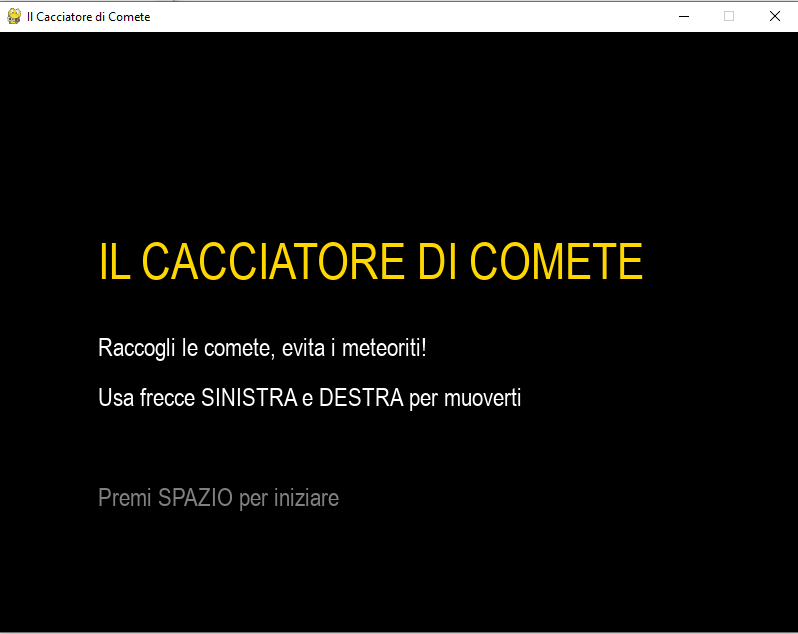 Il Cacciatore di Comete
IL CACCIATORE DI COMETE
Raccogli le comete, evita i meteoriti!
Usa frecce SINISTRA e DESTRA per muoverti
Premi SPAZIO per iniziare